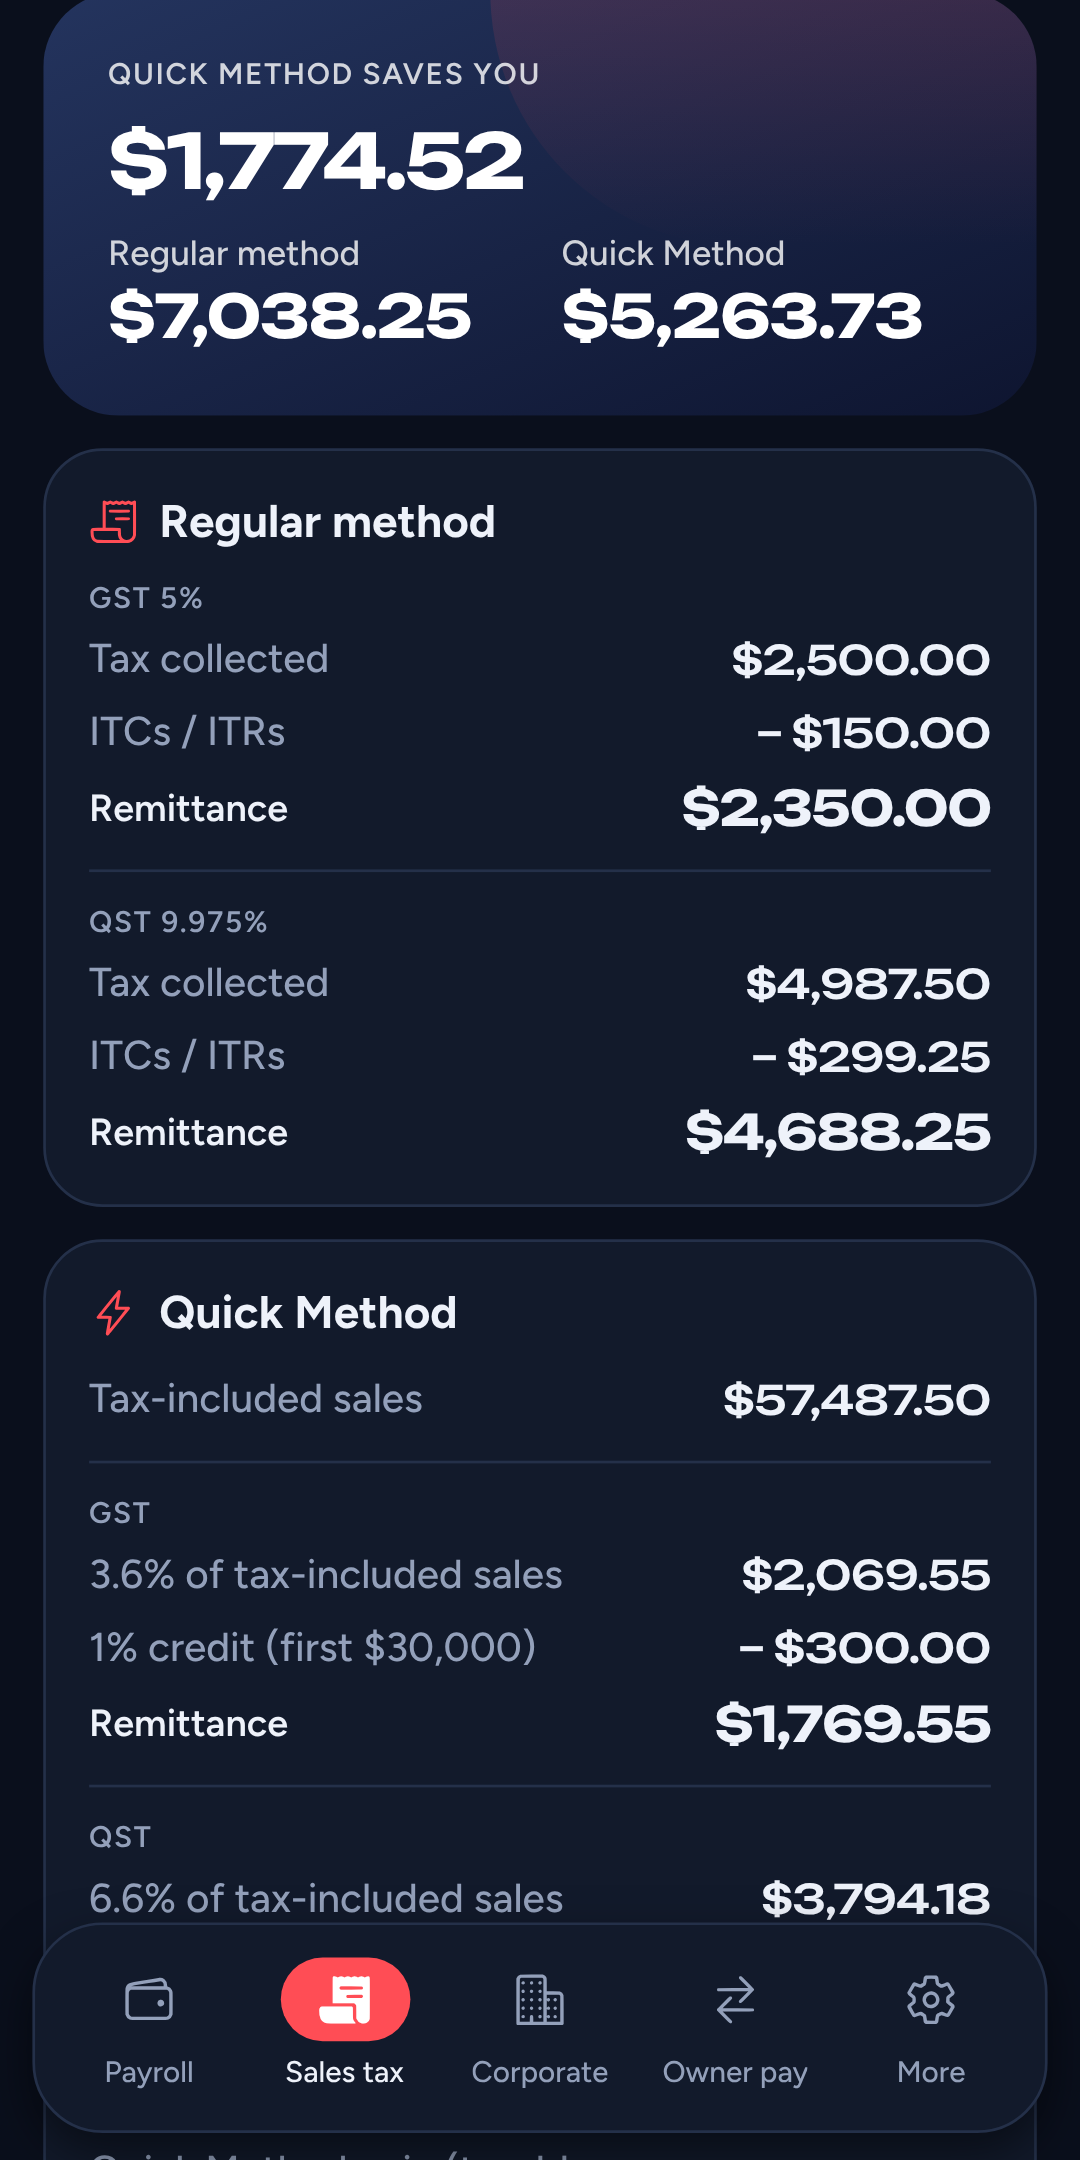 QUICK METHOD SAVES YOU
$1,774.52
Regular method Quick Method
$7,038.25 $5,263.73
Regular method
GST 5%
Tax collected $2,500.00
ITCs / ITRs – $150.00
Remittance $2,350.00
QST 9.975%
Tax collected $4,987.50
ITCs / ITRs – $299.25
Remittance $4,688.25
Quick Method
Tax-included sales $57,487.50
GST
3.6% of tax-included sales $2,069.55
1% credit (first $30,000) – $300.00
Remittance $1,769.55
QST
6.6% of tax-included sales $3,794.18
Payroll Sales tax Corporate Owner pay More